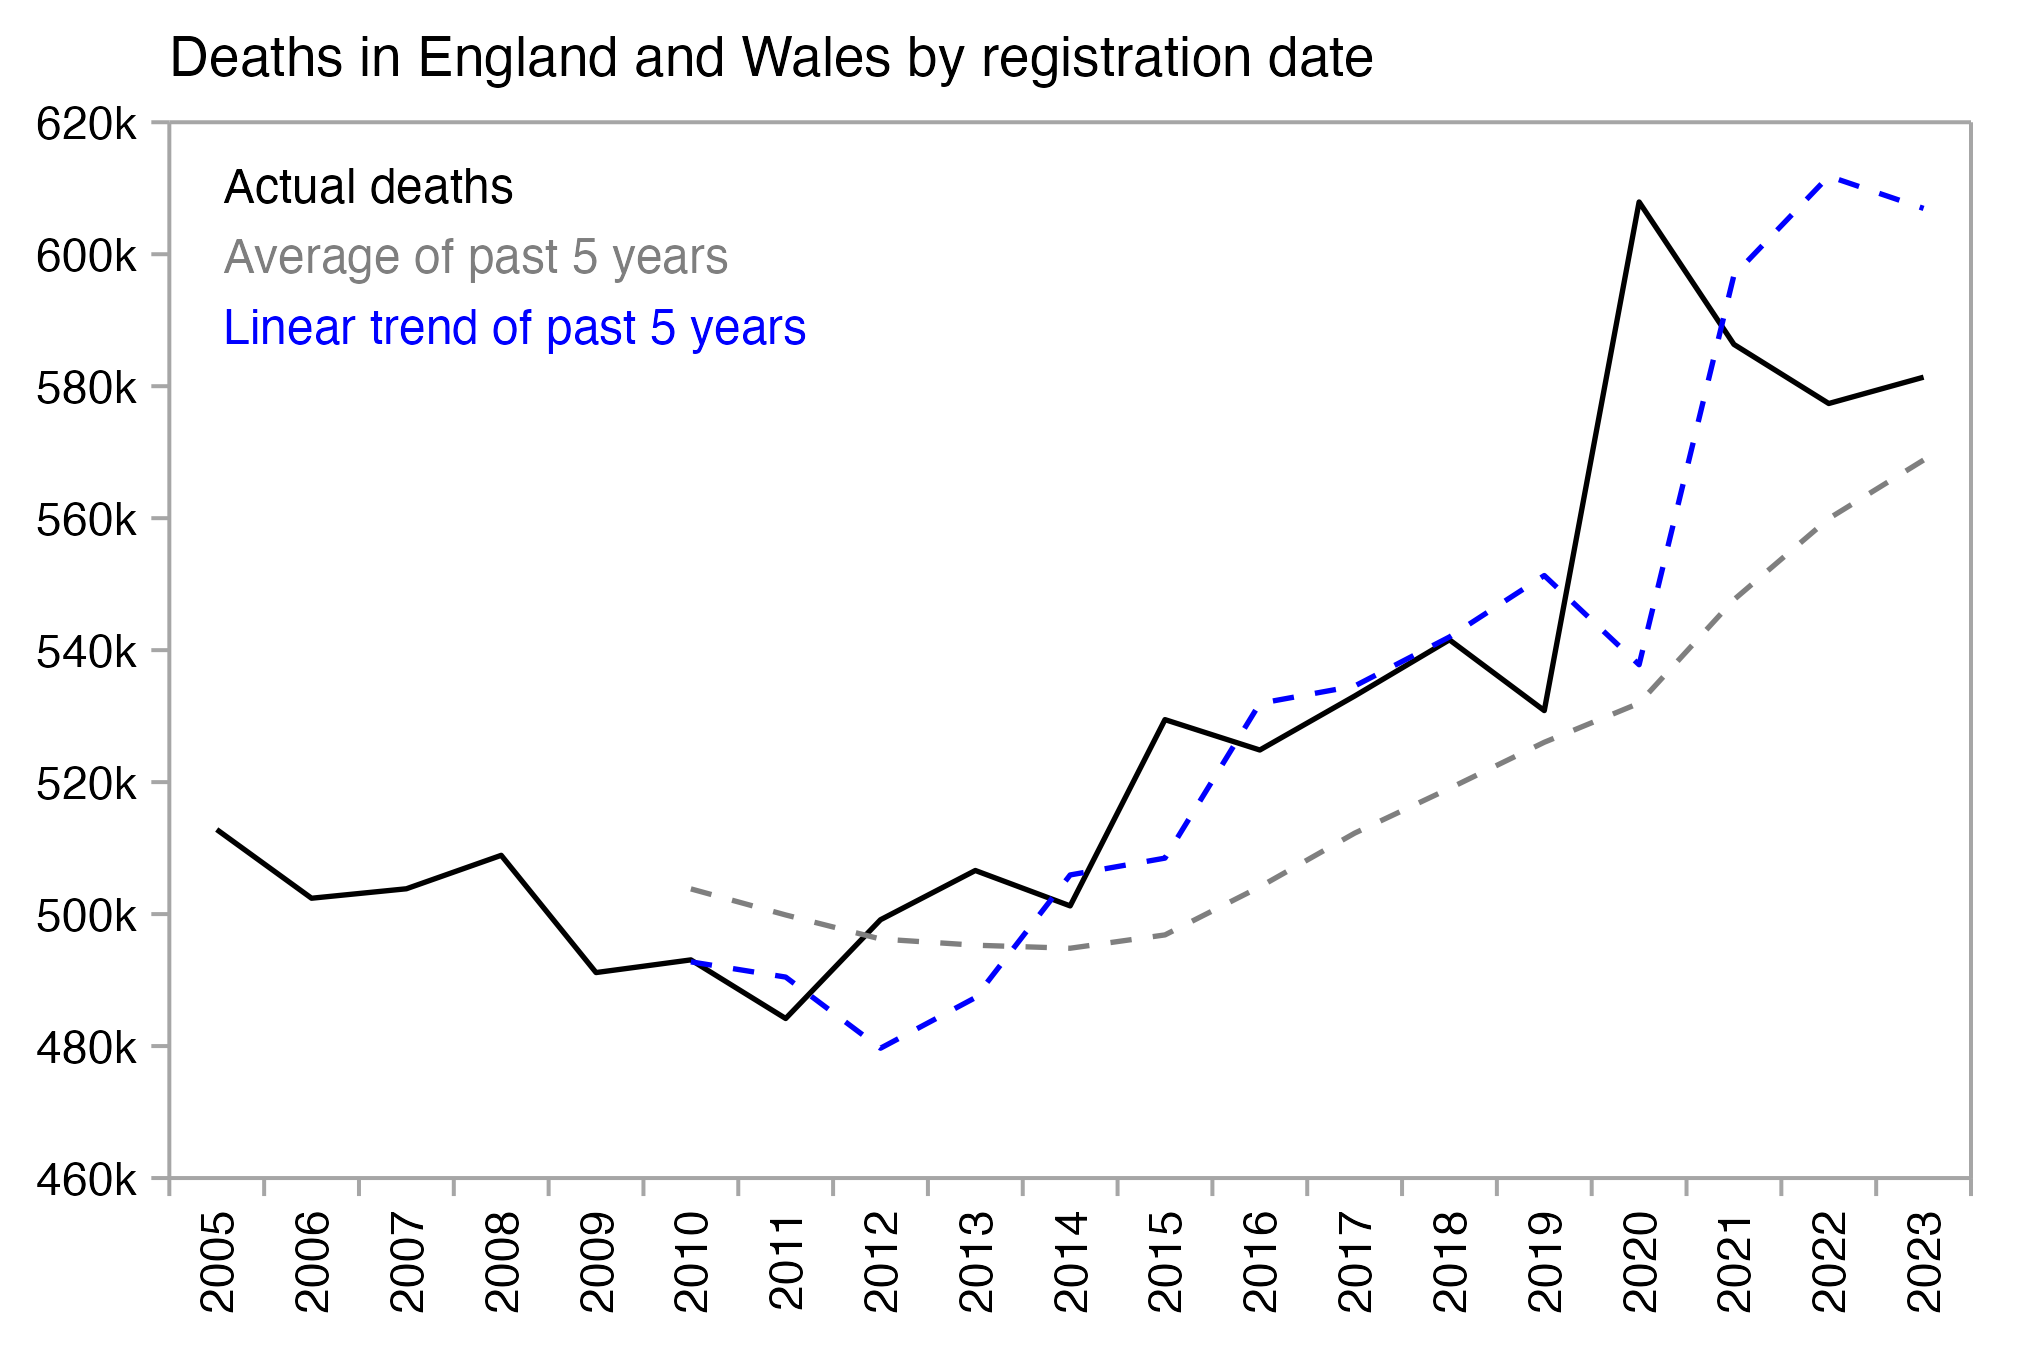 Deaths in England and Wales by registration date
620k
600k
580k
560k
540k
520k
500k
480k
460k
Actual deaths
Average of past 5 years
Linear trend of past 5 years
2005
2006
2007
2008
2009
2010
2011
2012
2013
2014
2015
2016
2017
2018
2019
2020
2021
2022
2023